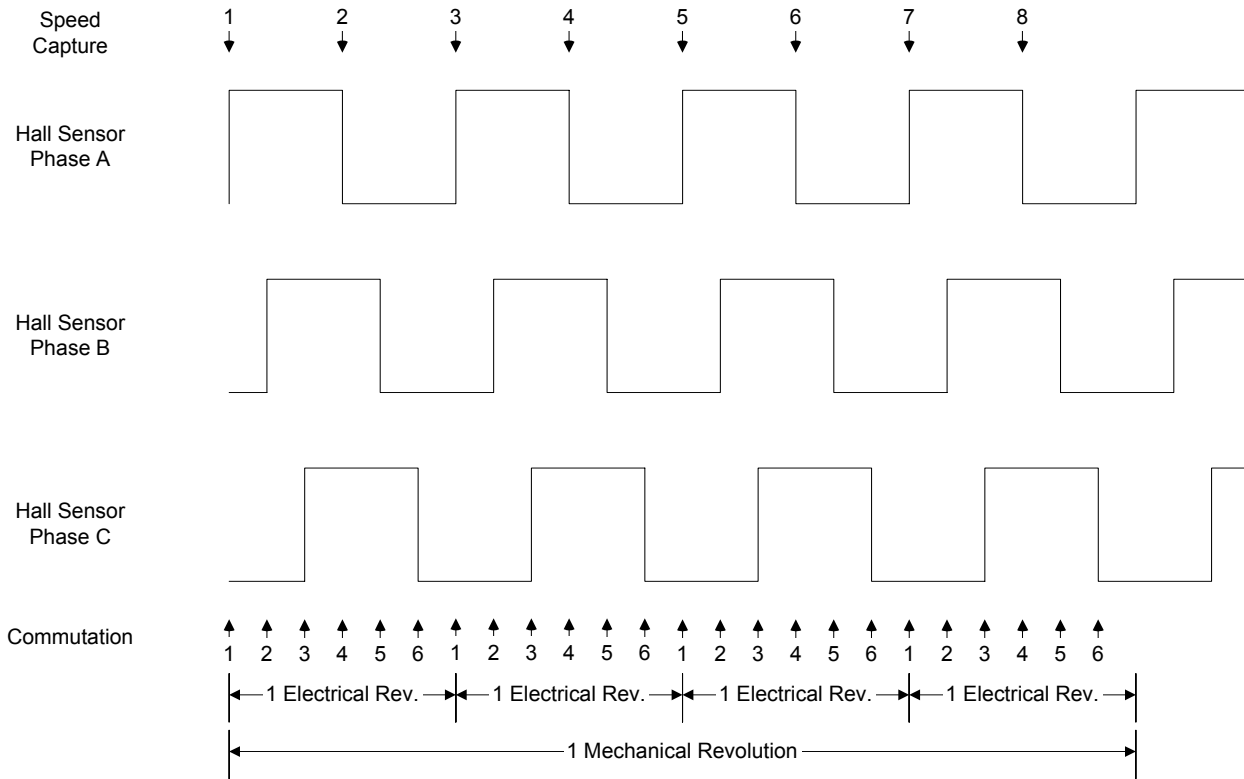 Speed
Capture
1 2 3 4 5 6 7 8
Hall Sensor
Phase A
Hall Sensor
Phase B
Hall Sensor
Phase C
Commutation
1 2 3 4 5 6 1 2 3 4 5 6 1 2 3 4 5 6 1 2 3 4 5 6
1 Electrical Rev. 1 Electrical Rev. 1 Electrical Rev. 1 Electrical Rev.
1 Mechanical Revolution